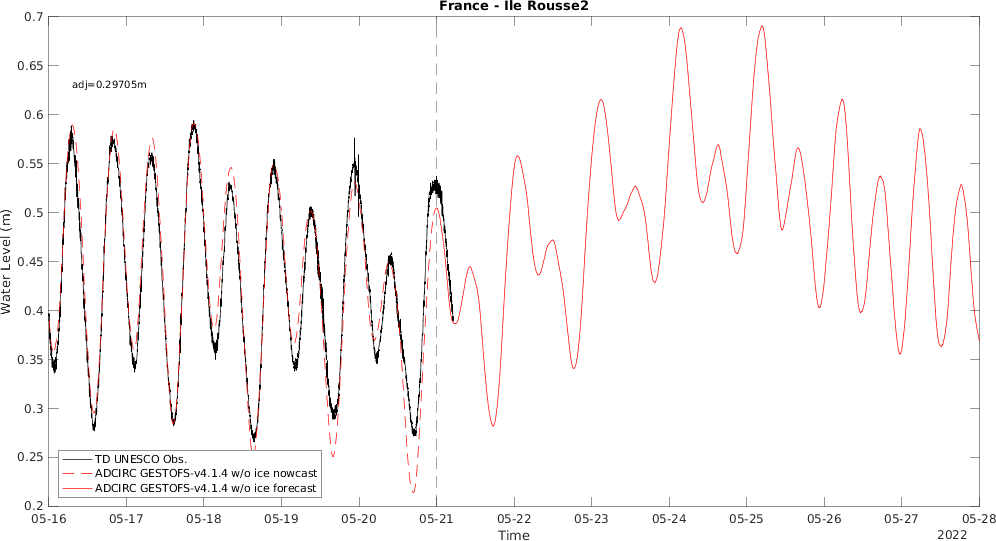 France - Ile Rousse2
adj=0.29705m
Water Level (m)
0.7
0.65
0.6
0.55
0.5
0.45
0.4
0.35
0.3
0.25
0.2
TD UNESCO Obs.
ADCIRC GESTOFS-v4.1.4 w/o ice nowcast
ADCIRC GESTOFS-v4.1.4 w/o ice forecast
05-16 05-17 05-18 05-19 05-20 05-21 05-22 05-23 05-24 05-25 05-26 05-27 05-28
Time
2022